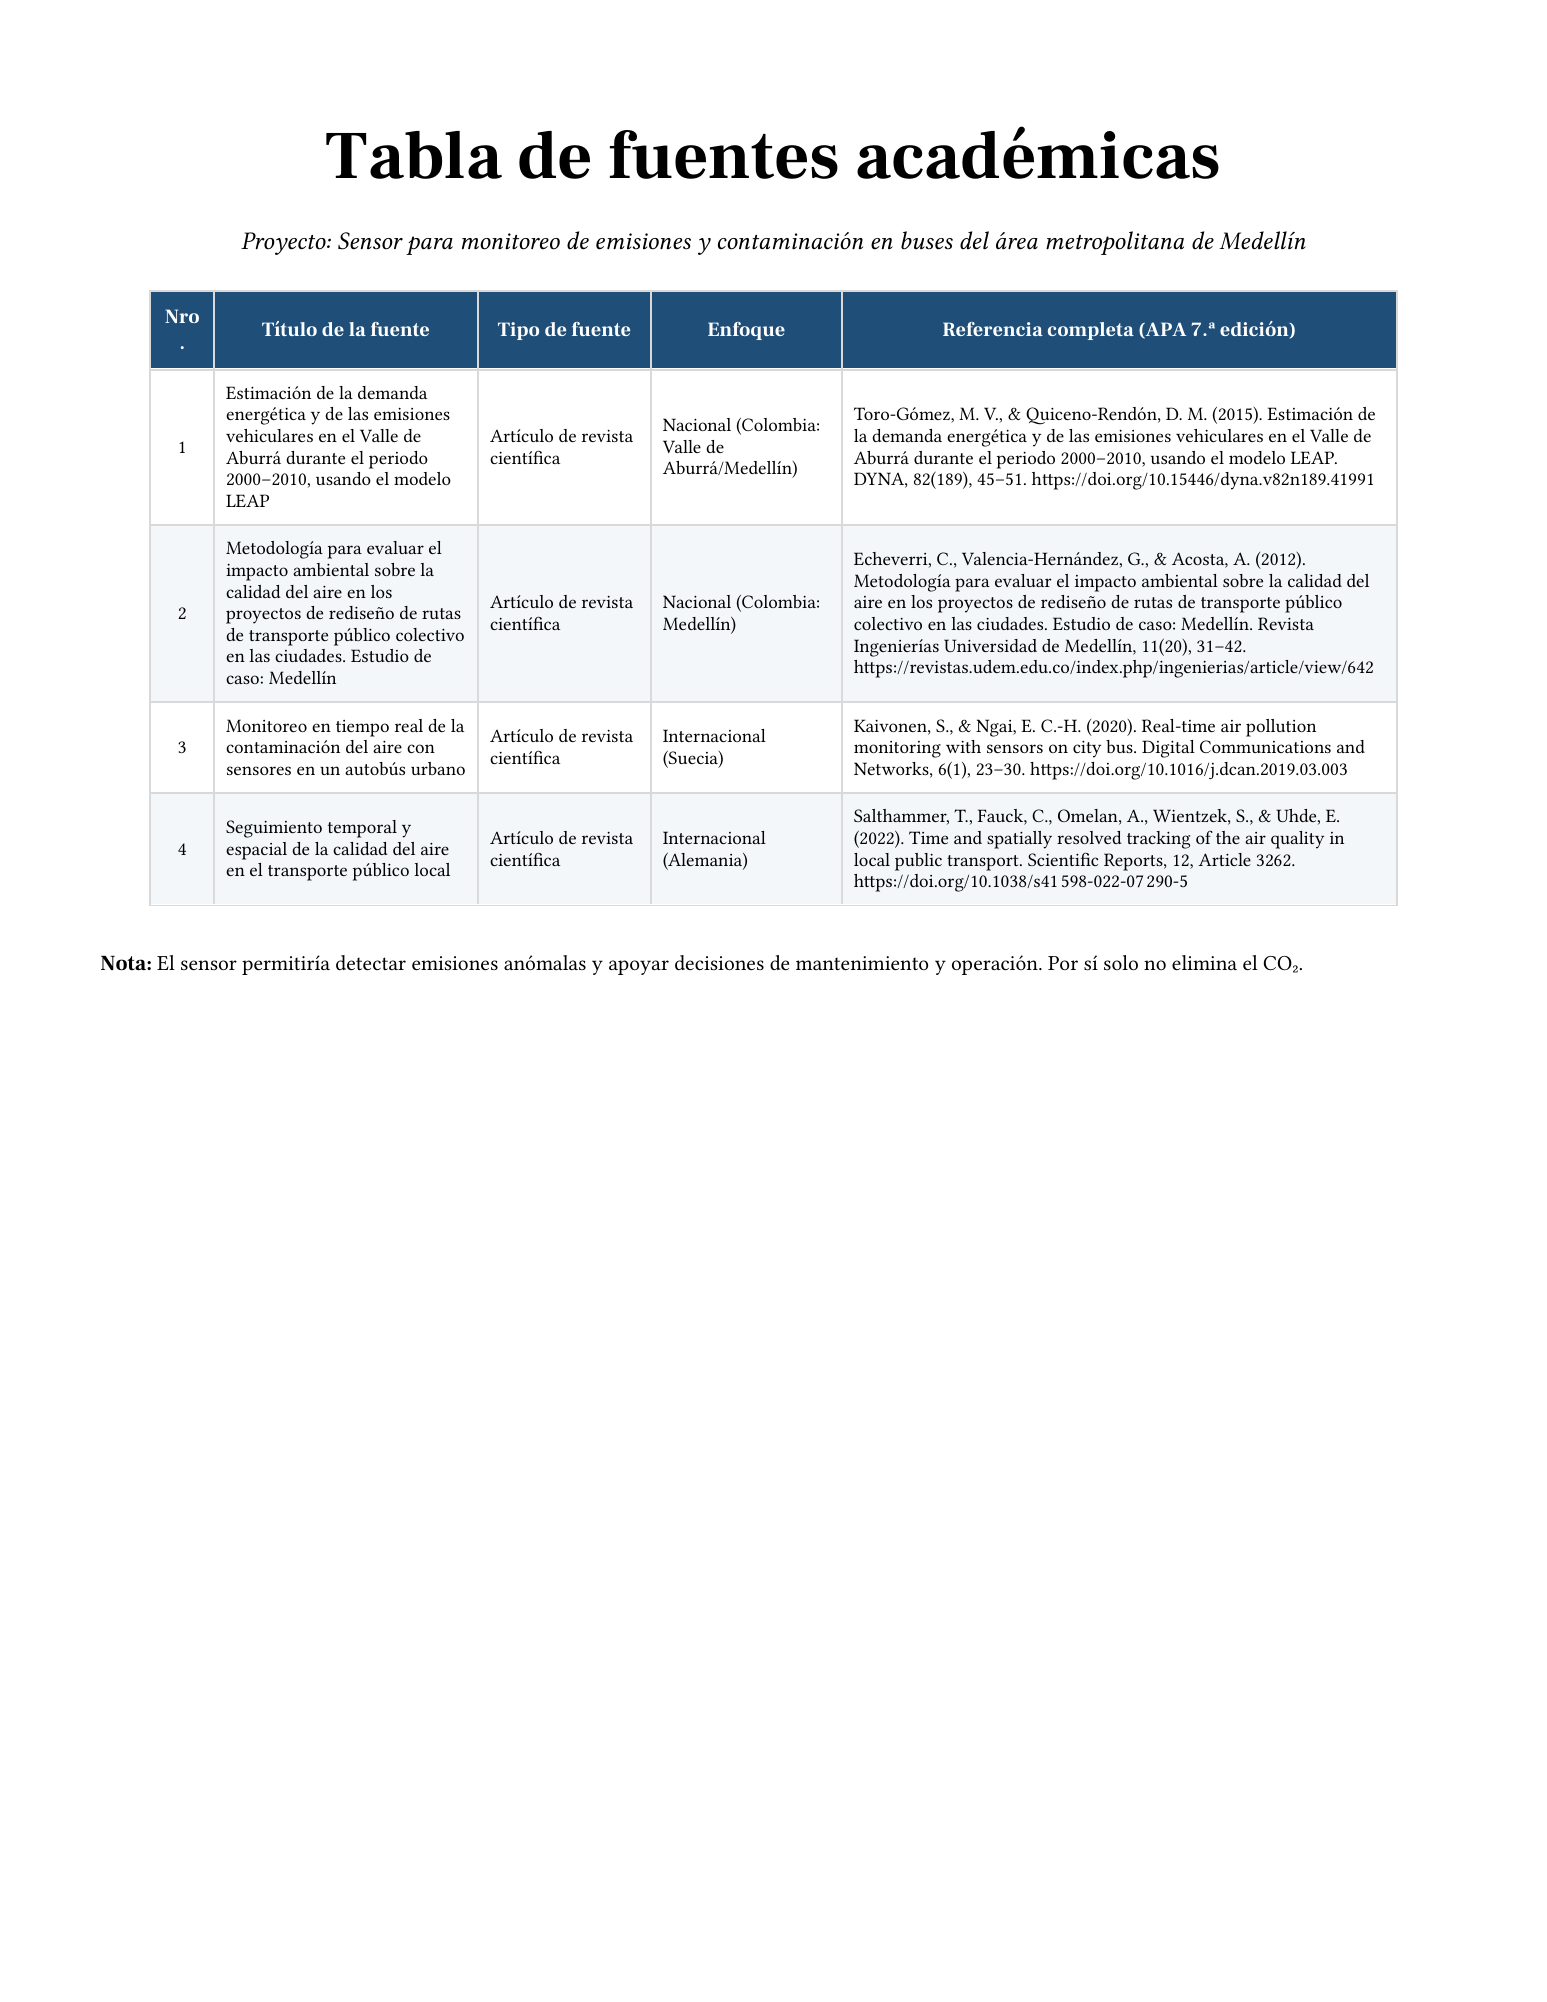 Tabla de fuentes académicas
Proyecto: Sensor para monitoreo de emisiones y contaminación en buses del área metropolitana de Medellín
Nro
.
Título de la fuente
Tipo de fuente
Enfoque
Referencia completa (APA 7.ª edición)
1
Estimación de la demanda
energética y de las emisiones
vehiculares en el Valle de
Aburrá durante el periodo
2000–2010, usando el modelo
LEAP
Artículo de revista
científica
Nacional (Colombia:
Valle de
Aburrá/Medellín)
Toro-Gómez, M. V., & Quiceno-Rendón, D. M. (2015). Estimación de
la demanda energética y de las emisiones vehiculares en el Valle de
Aburrá durante el periodo 2000–2010, usando el modelo LEAP.
DYNA, 82(189), 45–51. https://doi.org/10.15446/dyna.v82n189.41991
2
Metodología para evaluar el
impacto ambiental sobre la
calidad del aire en los
proyectos de rediseño de rutas
de transporte público colectivo
en las ciudades. Estudio de
caso: Medellín
Artículo de revista
científica
Nacional (Colombia:
Medellín)
Echeverri, C., Valencia-Hernández, G., & Acosta, A. (2012).
Metodología para evaluar el impacto ambiental sobre la calidad del
aire en los proyectos de rediseño de rutas de transporte público
colectivo en las ciudades. Estudio de caso: Medellín. Revista
Ingenierías Universidad de Medellín, 11(20), 31–42.
https://revistas.udem.edu.co/index.php/ingenierias/article/view/642
3
Monitoreo en tiempo real de la
contaminación del aire con
sensores en un autobús urbano
Artículo de revista
científica
Internacional
(Suecia)
Kaivonen, S., & Ngai, E. C.-H. (2020). Real-time air pollution
monitoring with sensors on city bus. Digital Communications and
Networks, 6(1), 23–30. https://doi.org/10.1016/j.dcan.2019.03.003
4
Seguimiento temporal y
espacial de la calidad del aire
en el transporte público local
Artículo de revista
científica
Internacional
(Alemania)
Salthammer, T., Fauck, C., Omelan, A., Wientzek, S., & Uhde, E.
(2022). Time and spatially resolved tracking of the air quality in
local public transport. Scientific Reports, 12, Article 3262.
https://doi.org/10.1038/s41 598-022-07 290-5
Nota: El sensor permitiría detectar emisiones anómalas y apoyar decisiones de mantenimiento y operación. Por sí solo no elimina el CO₂.